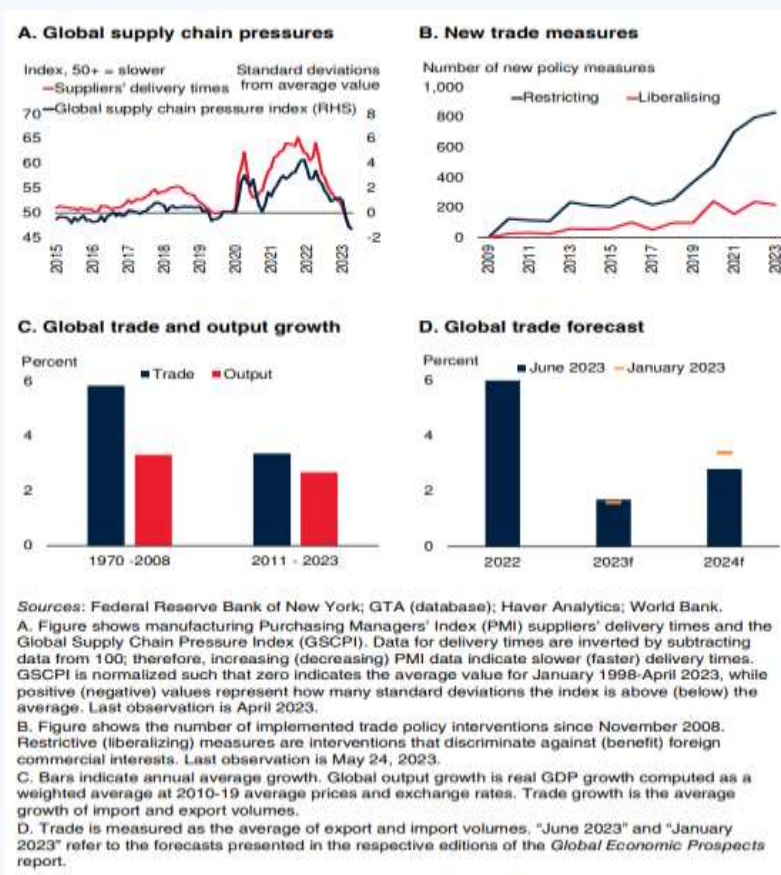 A. Global supply chain pressures
Index, 50+ = slower
Standard deviations
from average value
Suppliers' delivery times
Global supply chain pressure index (RHS)
70
65
60
55
50
45
8
6
4
2
0
-2
2015
2016
2017
2018
2019
2020
2021
2022
2023
B. New trade measures
Number of new policy measures
Restricting
Liberalising
1,000
800
600
400
200
0
2009
2011
2013
2015
2017
2019
2021
2023
C. Global trade and output growth
Percent
Trade
Output
6
4
2
0
1970 -2008
2011 - 2023
D. Global trade forecast
Percent
June 2023
January 2023
6
4
2
0
2022
2023f
2024f
Sources: Federal Reserve Bank of New York; GTA (database); Haver Analytics; World Bank.
A. Figure shows manufacturing Purchasing Managers' Index (PMI) suppliers' delivery times and the
Global Supply Chain Pressure Index (GSCPI). Data for delivery times are inverted by subtracting
data from 100; therefore, increasing (decreasing) PMI data indicate slower (faster) delivery times.
GSCPI is normalized such that zero indicates the average value for January 1998-April 2023, while
positive (negative) values represent how many standard deviations the index is above (below) the
average. Last observation is April 2023.
B. Figure shows the number of implemented trade policy interventions since November 2008.
Restrictive (liberalizing) measures are interventions that discriminate against (benefit) foreign
commercial interests. Last observation is May 24, 2023.
C. Bars indicate annual average growth. Global output growth is real GDP growth computed as a
weighted average at 2010-19 average prices and exchange rates. Trade growth is the average
growth of import and export volumes.
D. Trade is measured as the average of export and import volumes. "June 2023" and "January
2023" refer to the forecasts presented in the respective editions of the Global Economic Prospects
report.